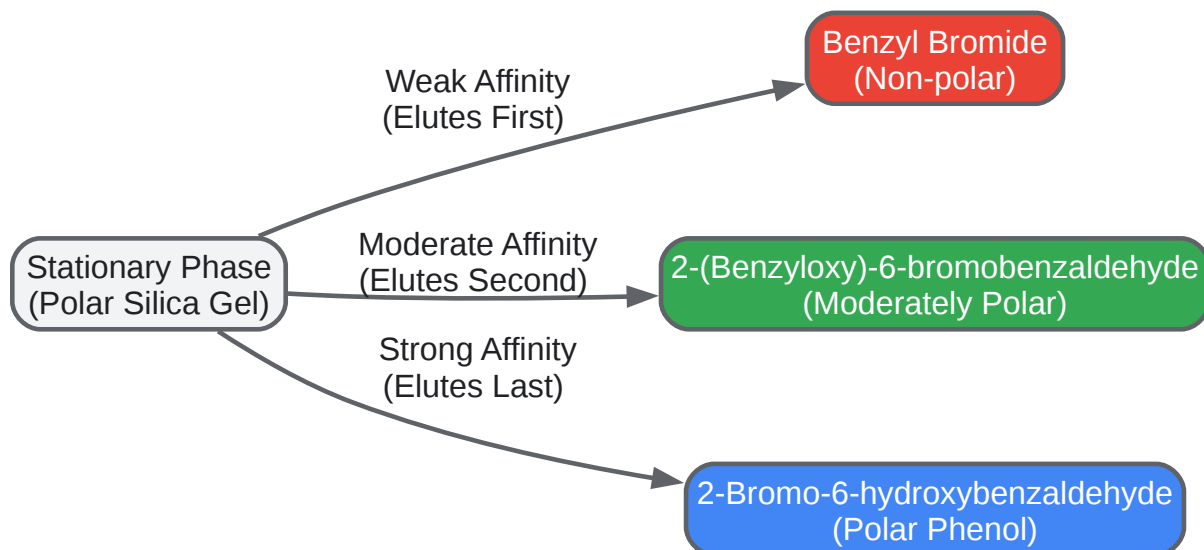 Benzyl Bromide
(Non-polar)
Weak Affinity
(Elutes First)
Stationary Phase
(Polar Silica Gel)
Moderate Affinity
(Elutes Second)
2-(Benzyloxy)-6-bromobenzaldehyde
(Moderately Polar)
Strong Affinity
(Elutes Last)
2-Bromo-6-hydroxybenzaldehyde
(Polar Phenol)